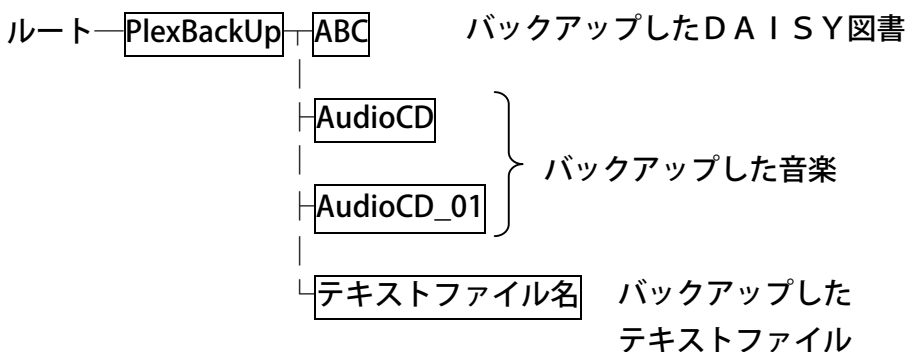 ルート PlexBackUp ABC バックアップしたＤＡＩＳＹ図書
AudioCD
バックアップした音楽
AudioCD_01
テキストファイル名 バックアップした
テキストファイル